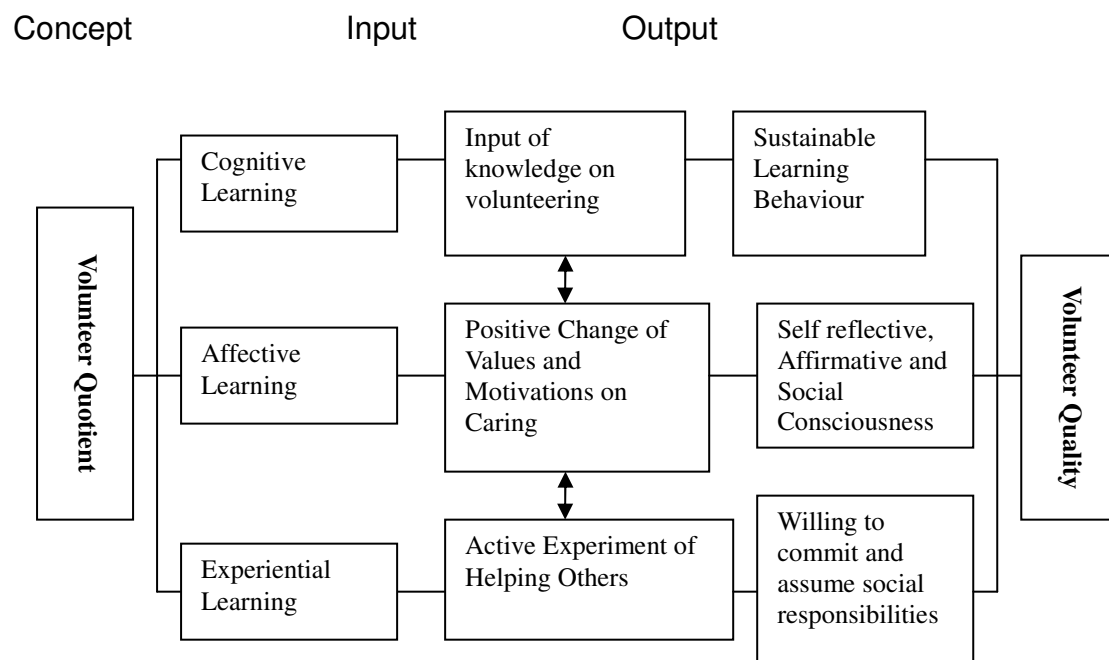 Concept Input Output
Cognitive
Learning
Input of
knowledge on
volunteering
Sustainable
Learning
Behaviour
Volunteer Quotient
Affective
Learning
Positive Change of
Values and
Motivations on
Caring
Self reflective,
Affirmative and
Social
Consciousness
Volunteer Quality
Experiential
Learning
Active Experiment of
Helping Others
Willing to
commit and
assume social
responsibilities